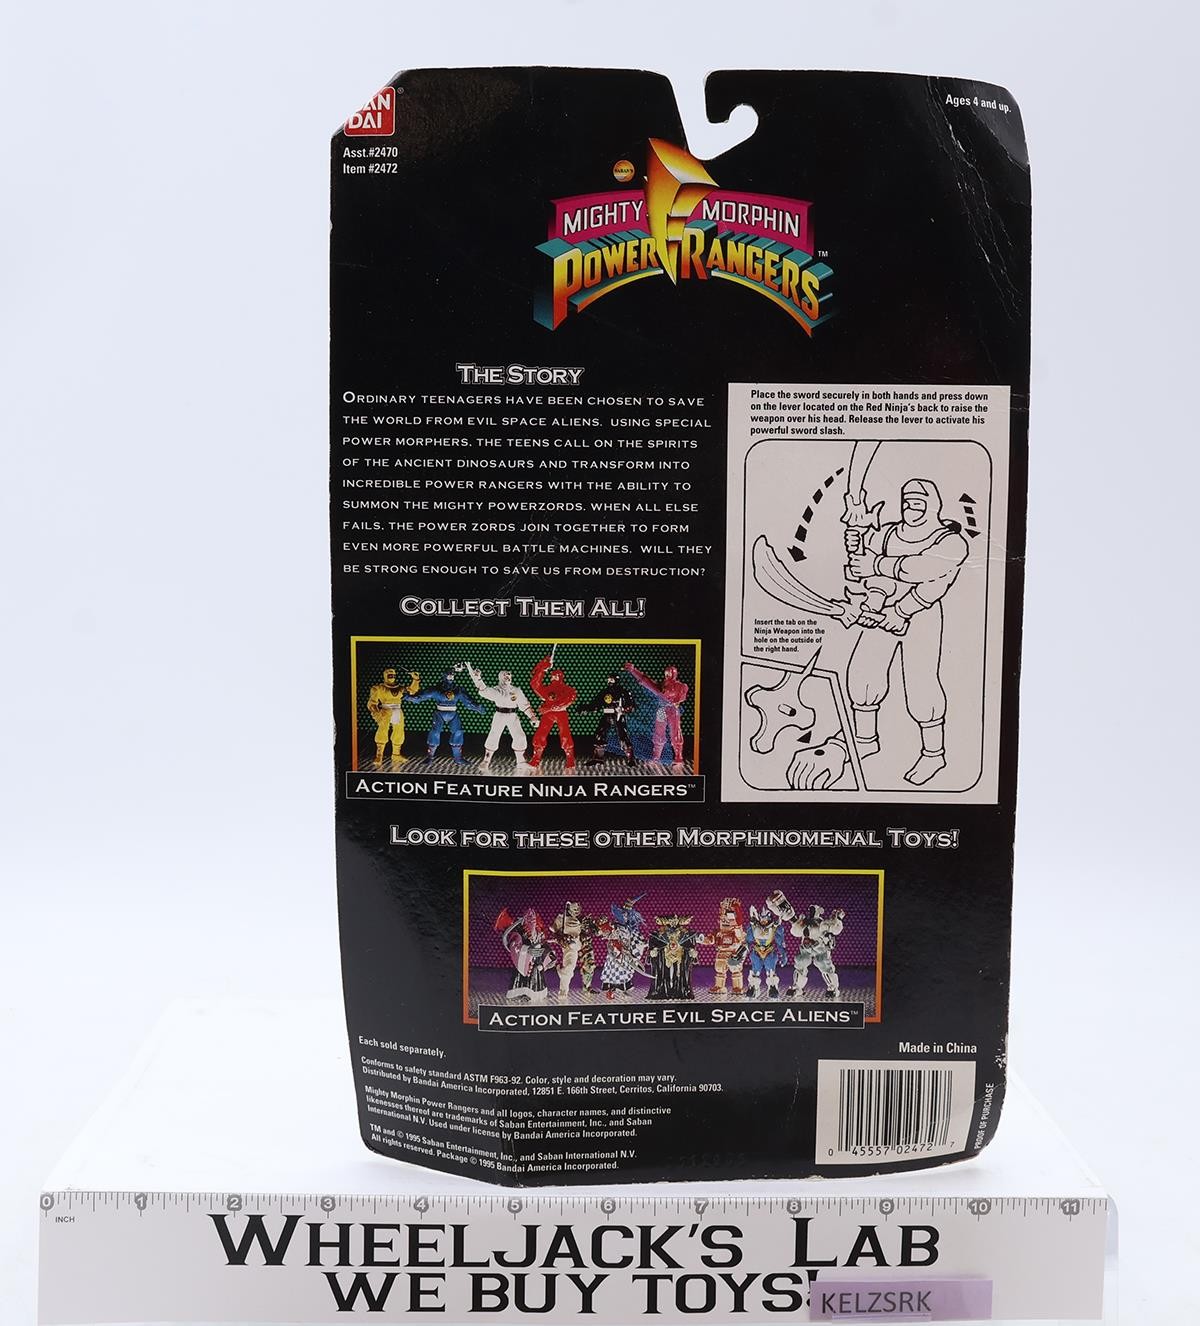 BAN
DAI ®
Asst.#2470
Item #2472
Ages 4 and up.
SABAN'S
MIGHTY MORPHIN
POWER RANGERS™
THE STORY
ORDINARY TEENAGERS HAVE BEEN CHOSEN TO SAVE
THE WORLD FROM EVIL SPACE ALIENS. USING SPECIAL
POWER MORPHERS, THE TEENS CALL ON THE SPIRITS
OF THE ANCIENT DINOSAURS AND TRANSFORM INTO
INCREDIBLE POWER RANGERS WITH THE ABILITY TO
SUMMON THE MIGHTY POWERZORDS. WHEN ALL ELSE
FAILS, THE POWER ZORDS JOIN TOGETHER TO FORM
EVEN MORE POWERFUL BATTLE MACHINES. WILL THEY
BE STRONG ENOUGH TO SAVE US FROM DESTRUCTION?
Place the sword securely in both hands and press down
on the lever located on the Red Ninja's back to raise the
weapon over his head. Release the lever to activate his
powerful sword slash.
Insert the tab on the
Ninja Weapon into the
hole on the outside of
the right hand.
COLLECT THEM ALL!
ACTION FEATURE NINJA RANGERS™
LOOK FOR THESE OTHER MORPHINOMENAL TOYS!
ACTION FEATURE EVIL SPACE ALIENS™
Each sold separately.
Conforms to safety standard ASTM F963-92. Color, style and decoration may vary.
Distributed by Bandai America Incorporated, 12851 E. 166th Street, Cerritos, California 90703.
Mighty Morphin Power Rangers and all logos, character names, and distinctive
likenesses thereof are trademarks of Saban Entertainment, Inc., and Saban
International N.V. Used under license by Bandai America Incorporated.
TM and © 1995 Saban Entertainment, Inc., and Saban International N.V.
All rights reserved. Package © 1995 Bandai America Incorporated.
Made in China
PROOF OF PURCHASE
0 45557 02472 7
0 1 2 3 4 5 6 7 8 9 10 11
INCH
WHEELJACK'S LAB
WE BUY TOYS!
KELZSRK